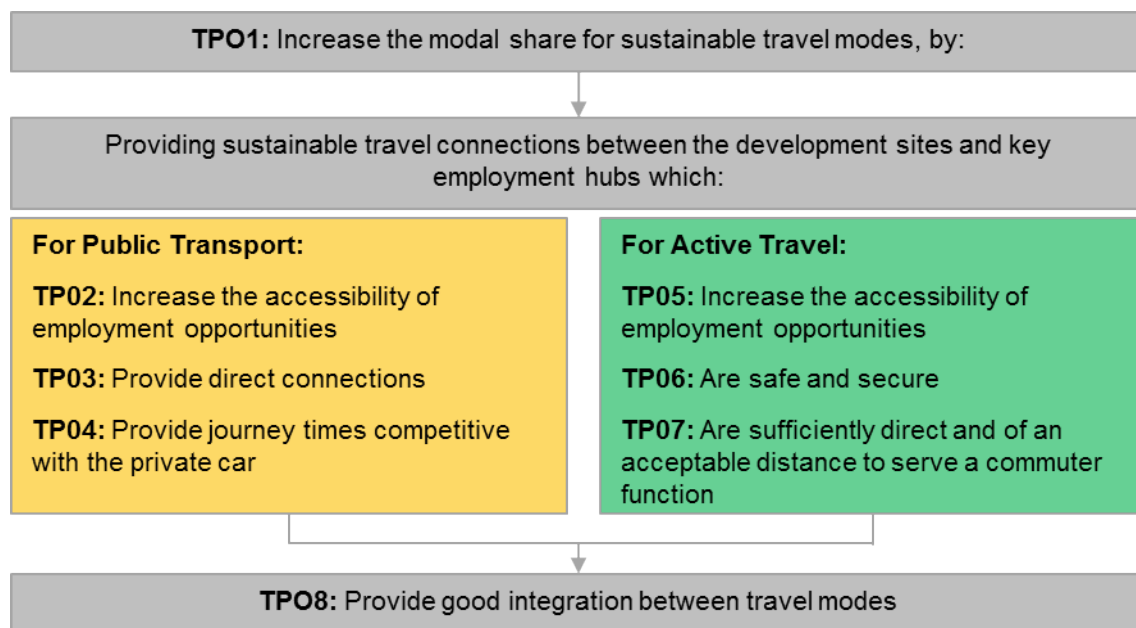 TPO1: Increase the modal share for sustainable travel modes, by:
Providing sustainable travel connections between the development sites and key
employment hubs which:
For Public Transport:
TP02: Increase the accessibility of
employment opportunities
TP03: Provide direct connections
TP04: Provide journey times competitive
with the private car
For Active Travel:
TP05: Increase the accessibility of
employment opportunities
TP06: Are safe and secure
TP07: Are sufficiently direct and of an
acceptable distance to serve a commuter
function
TPO8: Provide good integration between travel modes